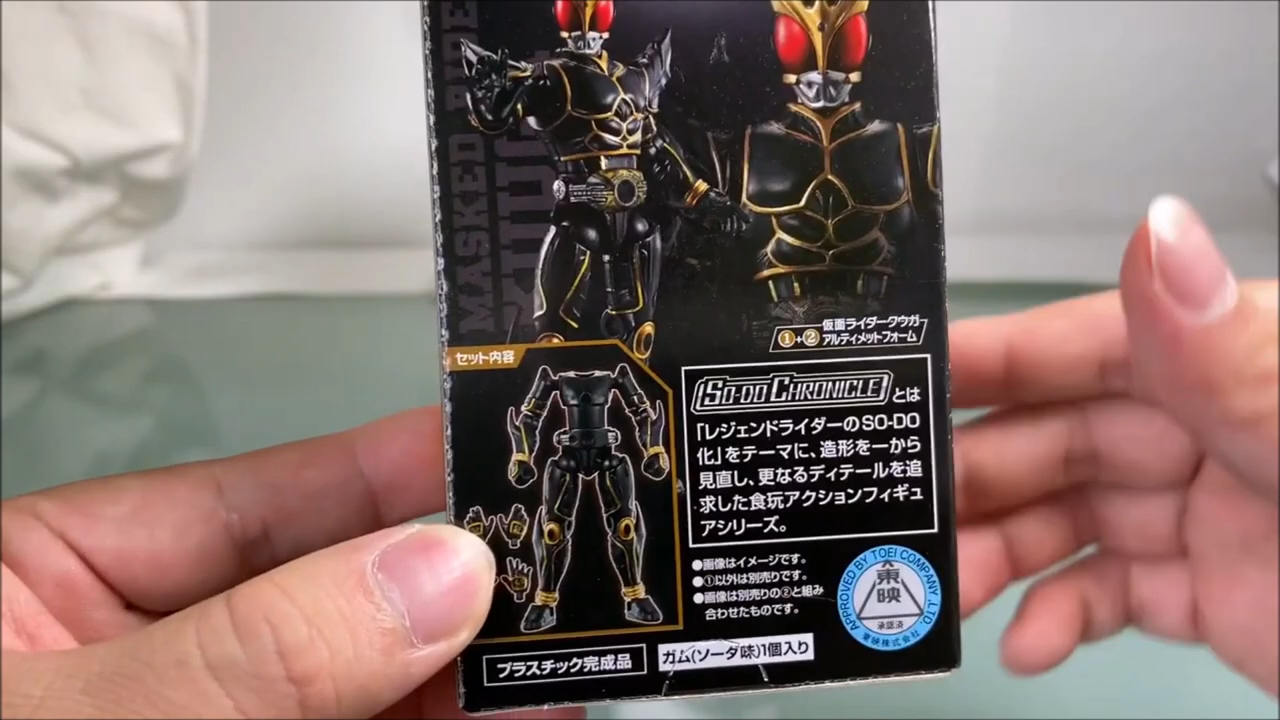 MASKED RIDE
①+② 仮面ライダークウガ
アルティメットフォーム
セット内容
SO-DO CHRONICLE とは
「レジェンドライダーのSO-DO
化」をテーマに、造形を一から
見直し、更なるディテールを追
求した食玩アクションフィギュ
アシリーズ。
●画像はイメージです。
●①以外は別売りです。
●画像は別売りの②と組み
合わせたものです。
APPROVED BY TOEI COMPANY, LTD.
東映
承認済
東映株式会社
プラスチック完成品
ガム(ソーダ味)1個入り